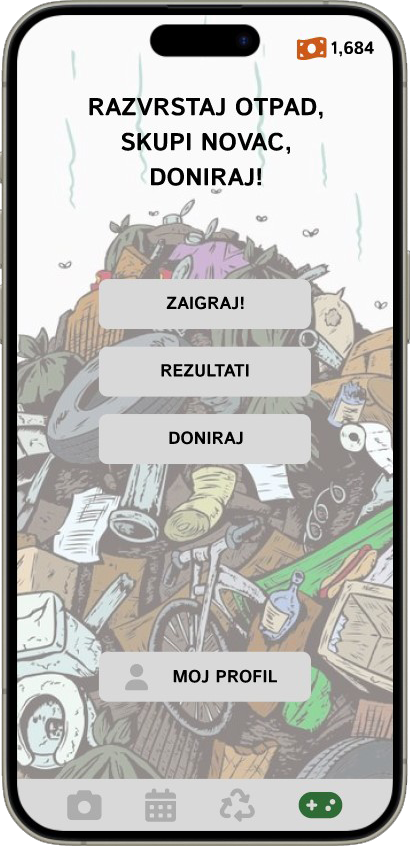 1,684
RAZVRSTAJ OTPAD,
SKUPI NOVAC,
DONIRAJ!
ZAIGRAJ!
REZULTATI
DONIRAJ
MOJ PROFIL